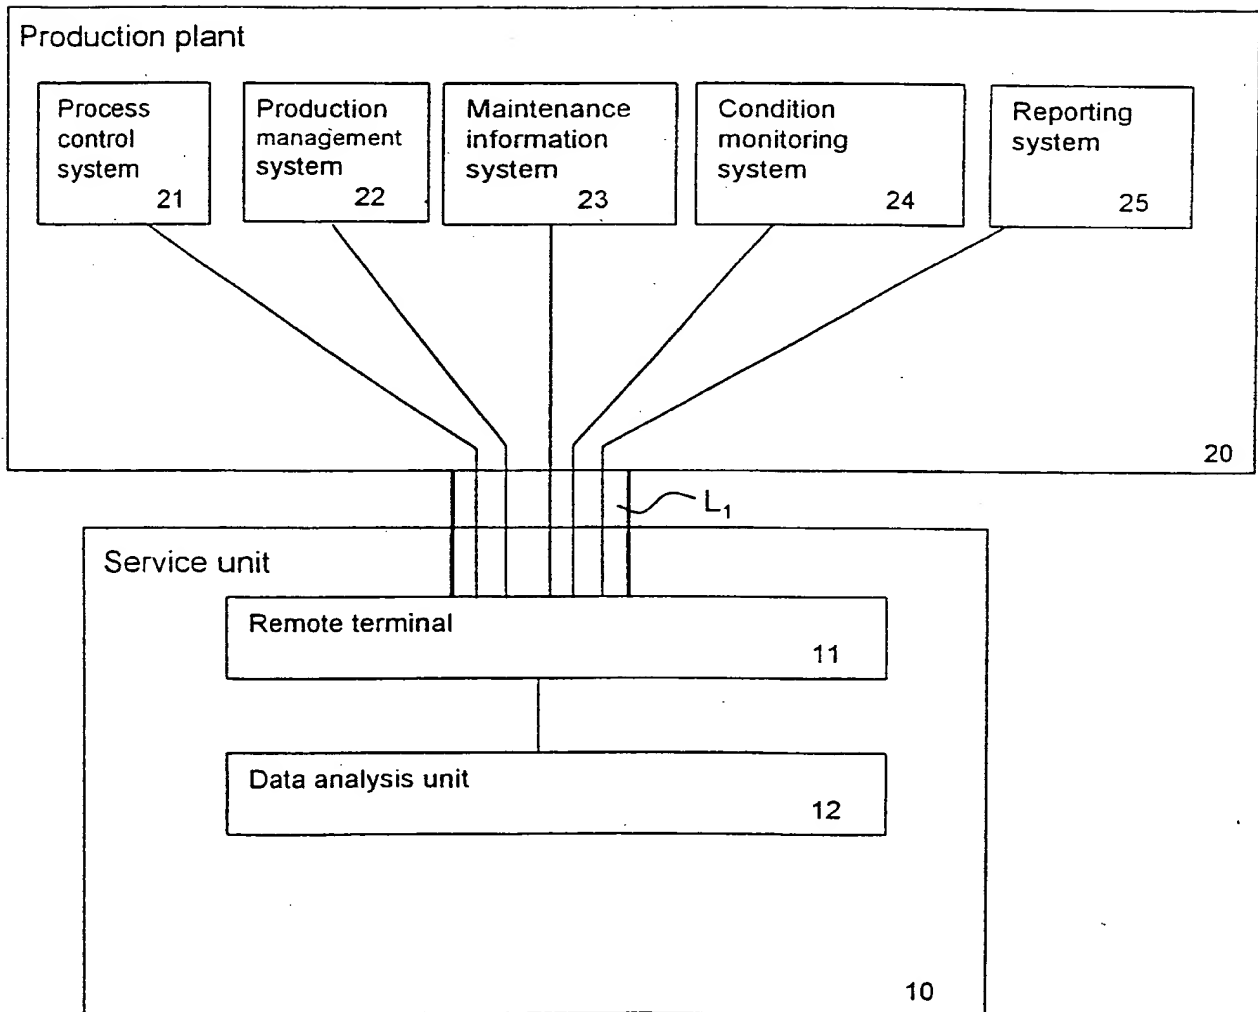 Production plant
Process
control
system
21
Production
management
system
22
Maintenance
information
system
23
Condition
monitoring
system
24
Reporting
system
25
20
L1
Service unit
Remote terminal
11
Data analysis unit
12
10